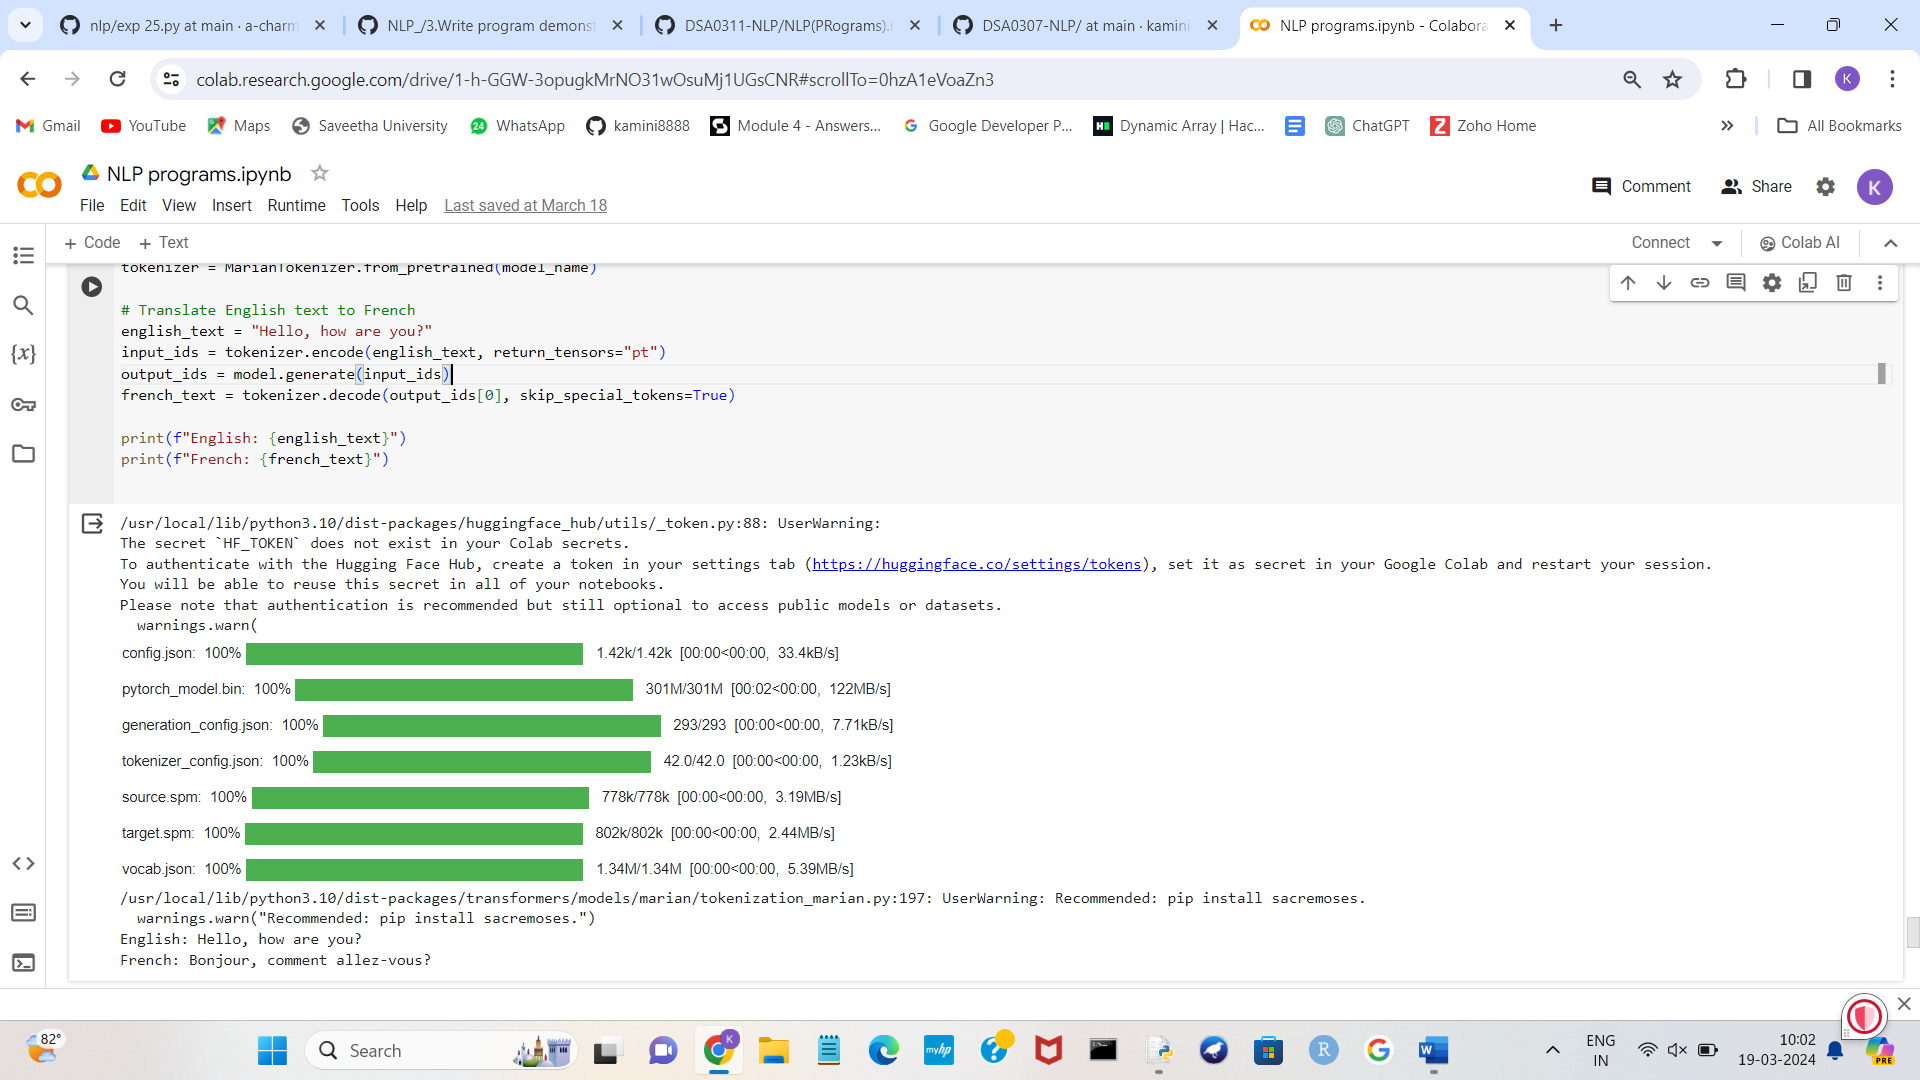 nlp/exp 25.py at main · a-charm
NLP_/3.Write program demonst
DSA0311-NLP/NLP(PRograms).i
DSA0307-NLP/ at main · kamini
NLP programs.ipynb - Colabora
colab.research.google.com/drive/1-h-GGW-3opugkMrNO31wOsuMj1UGsCNR#scrollTo=0hzA1eVoaZn3
K
Gmail YouTube Maps Saveetha University 24 WhatsApp kamini8888 Module 4 - Answers... Google Developer P... Dynamic Array | Hac... ChatGPT Zoho Home » All Bookmarks
NLP programs.ipynb
Comment Share K
File Edit View Insert Runtime Tools Help Last saved at March 18
+ Code + Text Connect Colab AI
tokenizer = MarianTokenizer.from_pretrained(model_name)
# Translate English text to French
english_text = "Hello, how are you?"
input_ids = tokenizer.encode(english_text, return_tensors="pt")
output_ids = model.generate(input_ids)
french_text = tokenizer.decode(output_ids[0], skip_special_tokens=True)
print(f"English: {english_text}")
print(f"French: {french_text}")
/usr/local/lib/python3.10/dist-packages/huggingface_hub/utils/_token.py:88: UserWarning:
The secret `HF_TOKEN` does not exist in your Colab secrets.
To authenticate with the Hugging Face Hub, create a token in your settings tab (https://huggingface.co/settings/tokens), set it as secret in your Google Colab and restart your session.
You will be able to reuse this secret in all of your notebooks.
Please note that authentication is recommended but still optional to access public models or datasets.
warnings.warn(
config.json: 100% 1.42k/1.42k [00:00<00:00, 33.4kB/s]
pytorch_model.bin: 100% 301M/301M [00:02<00:00, 122MB/s]
generation_config.json: 100% 293/293 [00:00<00:00, 7.71kB/s]
tokenizer_config.json: 100% 42.0/42.0 [00:00<00:00, 1.23kB/s]
source.spm: 100% 778k/778k [00:00<00:00, 3.19MB/s]
target.spm: 100% 802k/802k [00:00<00:00, 2.44MB/s]
vocab.json: 100% 1.34M/1.34M [00:00<00:00, 5.39MB/s]
/usr/local/lib/python3.10/dist-packages/transformers/models/marian/tokenization_marian.py:197: UserWarning: Recommended: pip install sacremoses.
warnings.warn("Recommended: pip install sacremoses.")
English: Hello, how are you?
French: Bonjour, comment allez-vous?
82°
Search
K
myhp
R
W
ENG
IN
10:02
19-03-2024
PRE